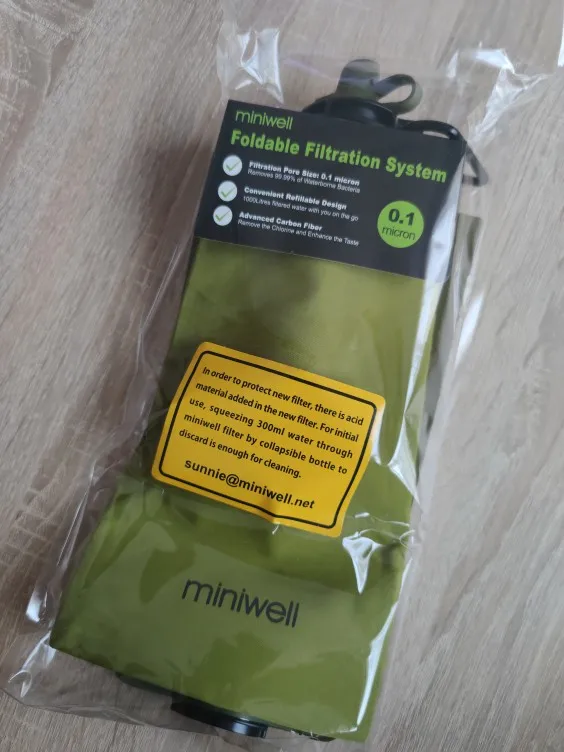 miniwell
Foldable Filtration System
Filtration Pore Size: 0.1 micron
Removes 99.99% of Waterborne Bacteria
Convenient Refillable Design
1000Litres filtered water with you on the go
Advanced Carbon Fiber
Remove the Chlorine and Enhance the Taste
0.1
micron
In order to protect new filter, there is acid
material added in the new filter. For initial
use, squeezing 300ml water through
miniwell filter by collapsible bottle to
discard is enough for cleaning.
sunnie@miniwell.net
miniwell